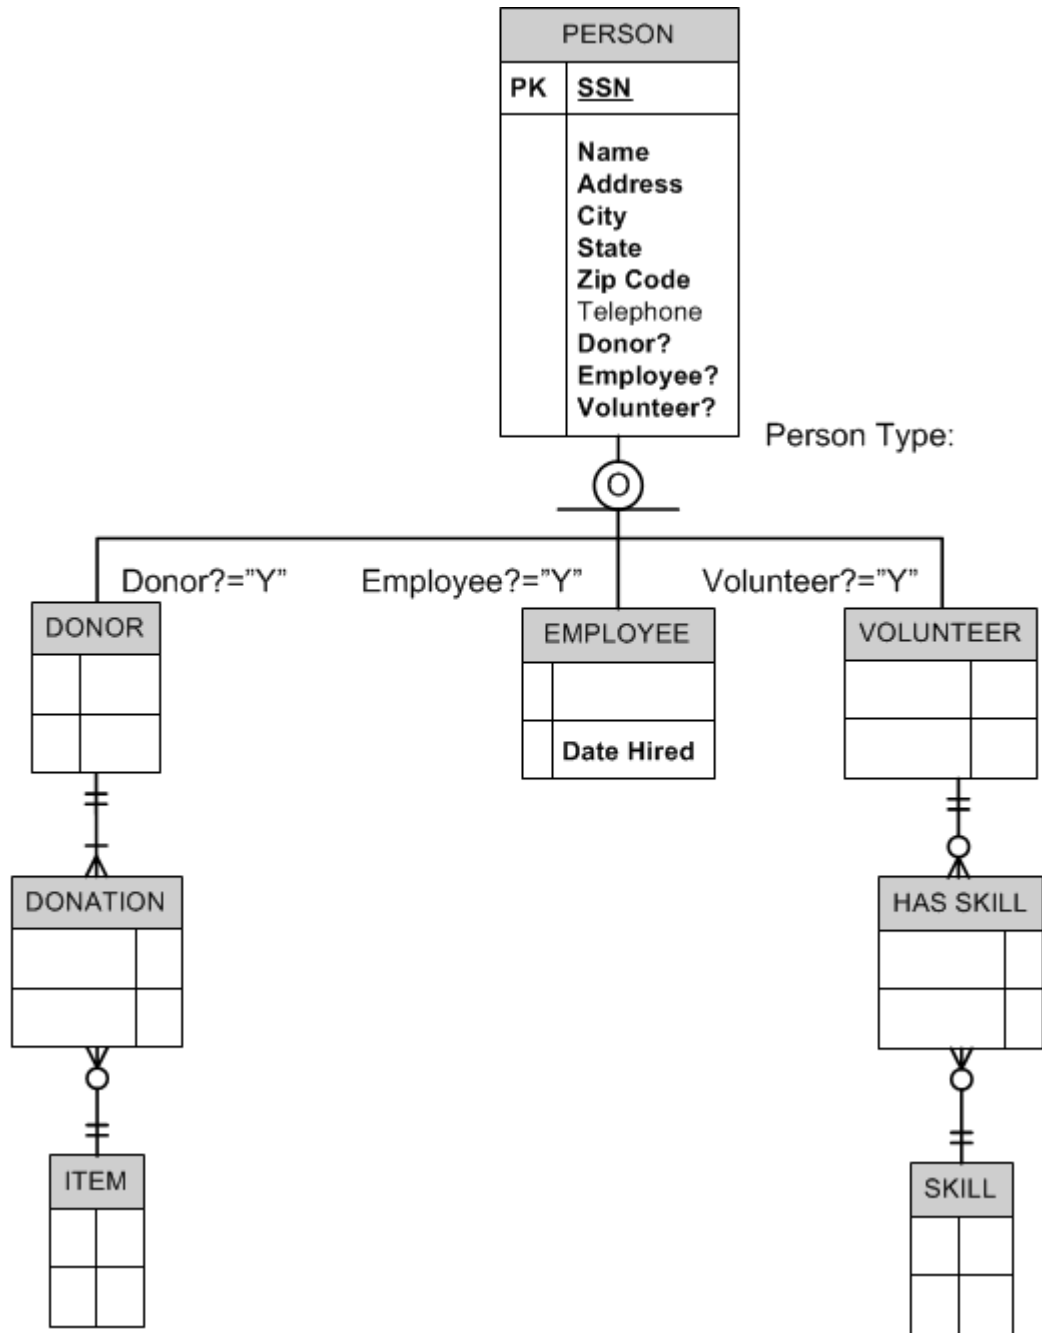 PERSON
PK SSN
Name
Address
City
State
Zip Code
Telephone
Donor?
Employee?
Volunteer?
Person Type:
O
Donor?="Y" Employee?="Y" Volunteer?="Y"
DONOR EMPLOYEE VOLUNTEER
Date Hired
DONATION HAS SKILL
ITEM SKILL